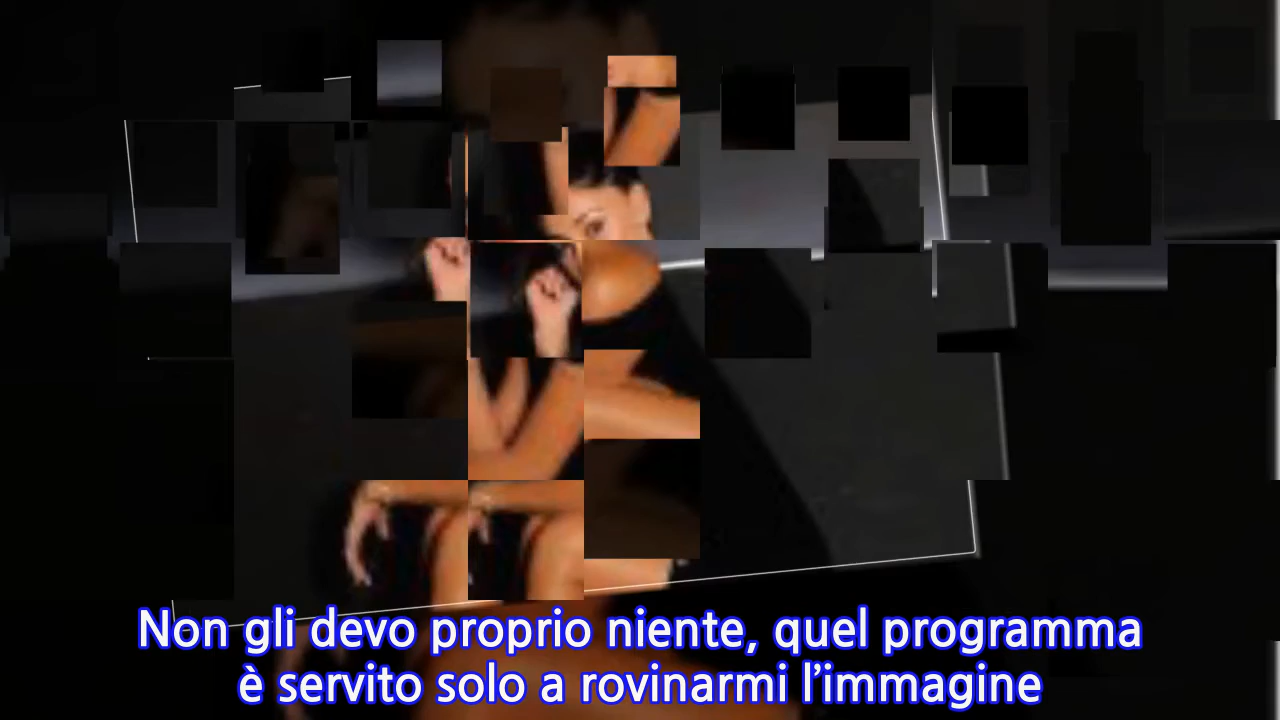 Non gli devo proprio niente, quel programma
è servito solo a rovinarmi l'immagine